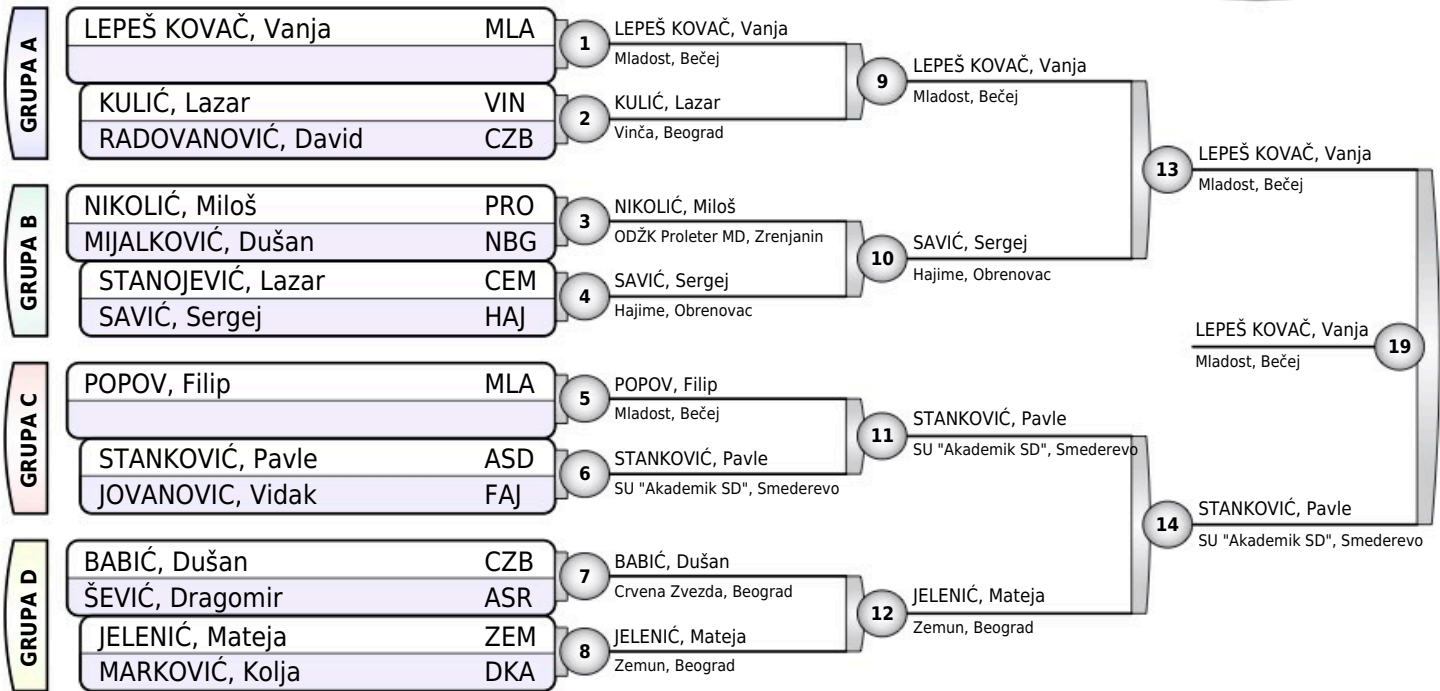 GRUPA A
LEPEŠ KOVAČ, Vanja MLA
KULIĆ, Lazar VIN
RADOVANOVIĆ, David CZB
GRUPA B
NIKOLIĆ, Miloš PRO
MIJALKOVIĆ, Dušan NBG
STANOJEVIĆ, Lazar CEM
SAVIĆ, Sergej HAJ
GRUPA C
POPOV, Filip MLA
STANKOVIĆ, Pavle ASD
JOVANOVIC, Vidak FAJ
GRUPA D
BABIĆ, Dušan CZB
ŠEVIĆ, Dragomir ASR
JELENIĆ, Mateja ZEM
MARKOVIĆ, Kolja DKA
1
LEPEŠ KOVAČ, Vanja
Mladost, Bečej
2
KULIĆ, Lazar
Vinča, Beograd
3
NIKOLIĆ, Miloš
ODŽK Proleter MD, Zrenjanin
4
SAVIĆ, Sergej
Hajime, Obrenovac
5
POPOV, Filip
Mladost, Bečej
6
STANKOVIĆ, Pavle
SU "Akademik SD", Smederevo
7
BABIĆ, Dušan
Crvena Zvezda, Beograd
8
JELENIĆ, Mateja
Zemun, Beograd
9
LEPEŠ KOVAČ, Vanja
Mladost, Bečej
10
SAVIĆ, Sergej
Hajime, Obrenovac
11
STANKOVIĆ, Pavle
SU "Akademik SD", Smederevo
12
JELENIĆ, Mateja
Zemun, Beograd
13
LEPEŠ KOVAČ, Vanja
Mladost, Bečej
14
STANKOVIĆ, Pavle
SU "Akademik SD", Smederevo
LEPEŠ KOVAČ, Vanja
Mladost, Bečej
19